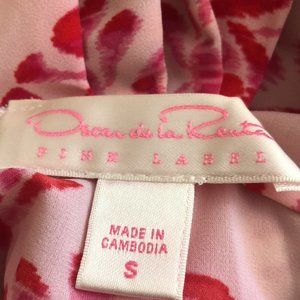 Oscar de la Renta
PINK LABEL
MADE IN
CAMBODIA
S